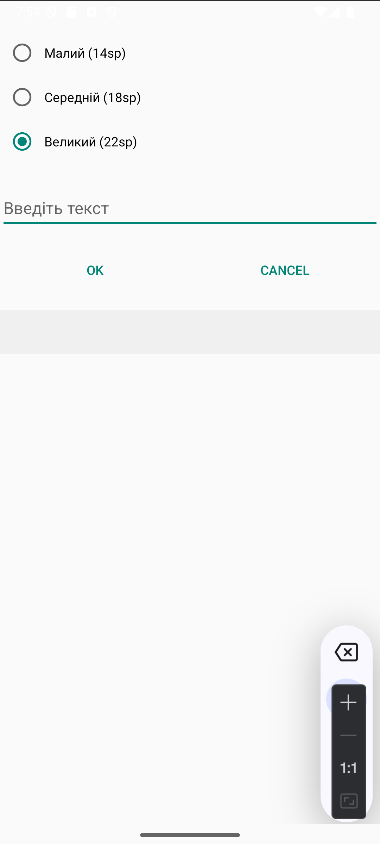 Малий (14sp)
Середній (18sp)
Великий (22sp)
Введіть текст
OK
CANCEL
1:1